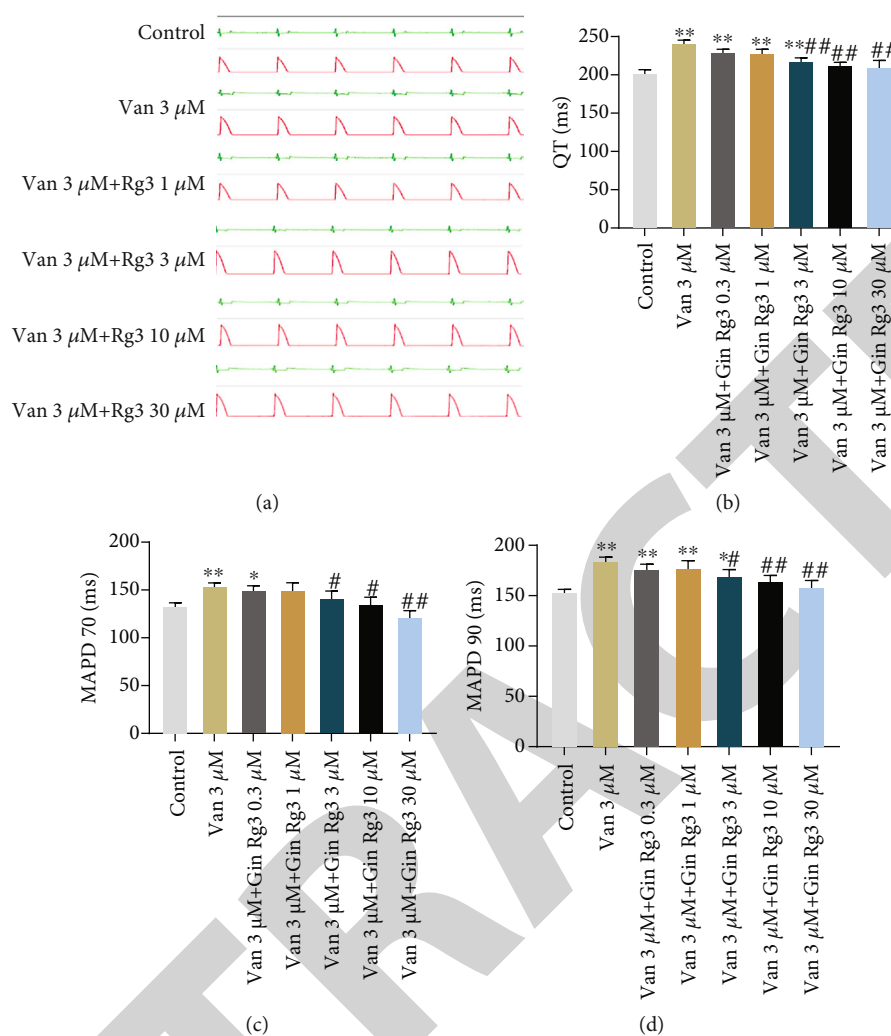 Control
Van 3 μM
Van 3 μM+Rg3 1 μM
Van 3 μM+Rg3 3 μM
Van 3 μM+Rg3 10 μM
Van 3 μM+Rg3 30 μM
(a)
250
200
150
100
50
0
QT (ms)
**
**
**
**##
##
##
Control
Van 3 μM
Van 3 μM+Gin Rg3 0.3 μM
Van 3 μM+Gin Rg3 1 μM
Van 3 μM+Gin Rg3 3 μM
Van 3 μM+Gin Rg3 10 μM
Van 3 μM+Gin Rg3 30 μM
(b)
200
150
100
50
0
MAPD 70 (ms)
**
*
#
#
##
Control
Van 3 μM
Van 3 μM+Gin Rg3 0.3 μM
Van 3 μM+Gin Rg3 1 μM
Van 3 μM+Gin Rg3 3 μM
Van 3 μM+Gin Rg3 10 μM
Van 3 μM+Gin Rg3 30 μM
(c)
200
150
100
50
0
MAPD 90 (ms)
**
**
**
*#
##
##
Control
Van 3 μM
Van 3 μM+Gin Rg3 0.3 μM
Van 3 μM+Gin Rg3 1 μM
Van 3 μM+Gin Rg3 3 μM
Van 3 μM+Gin Rg3 10 μM
Van 3 μM+Gin Rg3 30 μM
(d)
TRACT